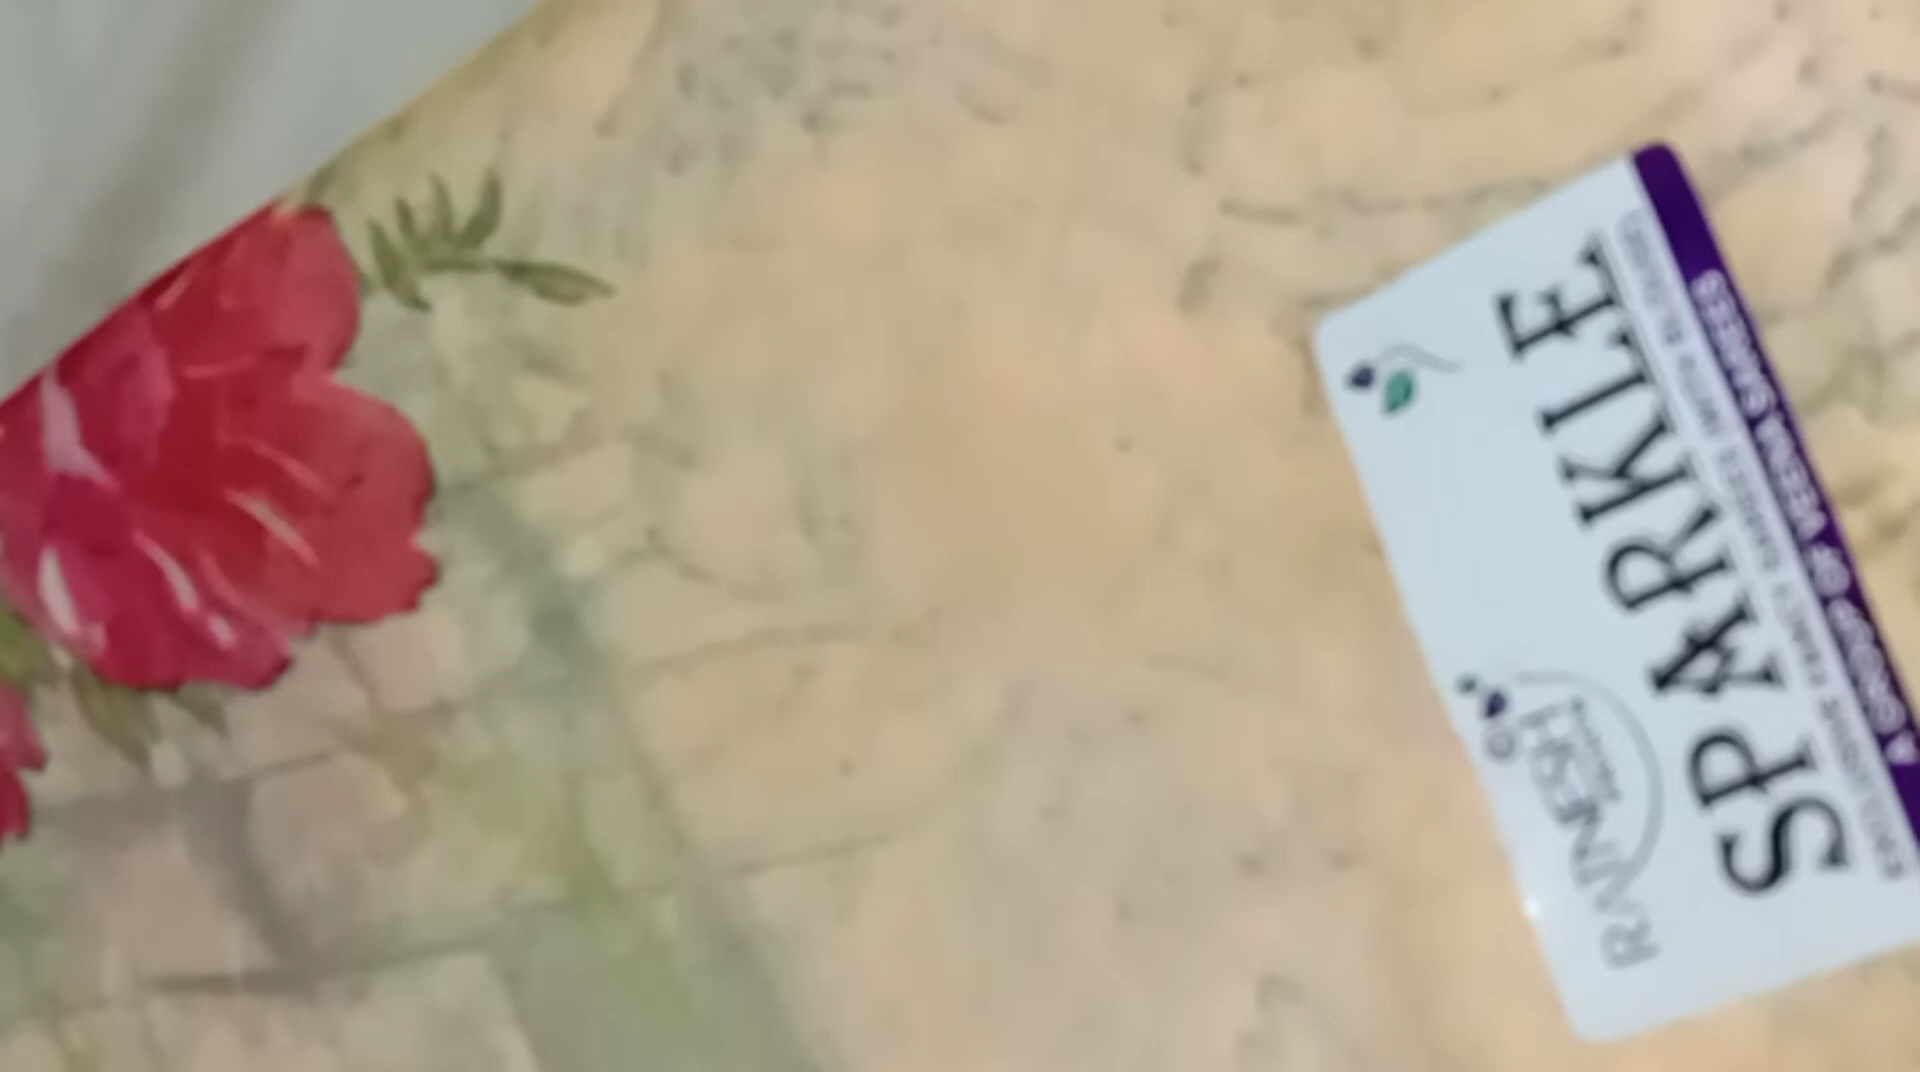 RAJNESH
SPARKLE
EXCLUSIVE FANCY SAREES WITH BLOUSE
A GROUP OF VEENA SAREES